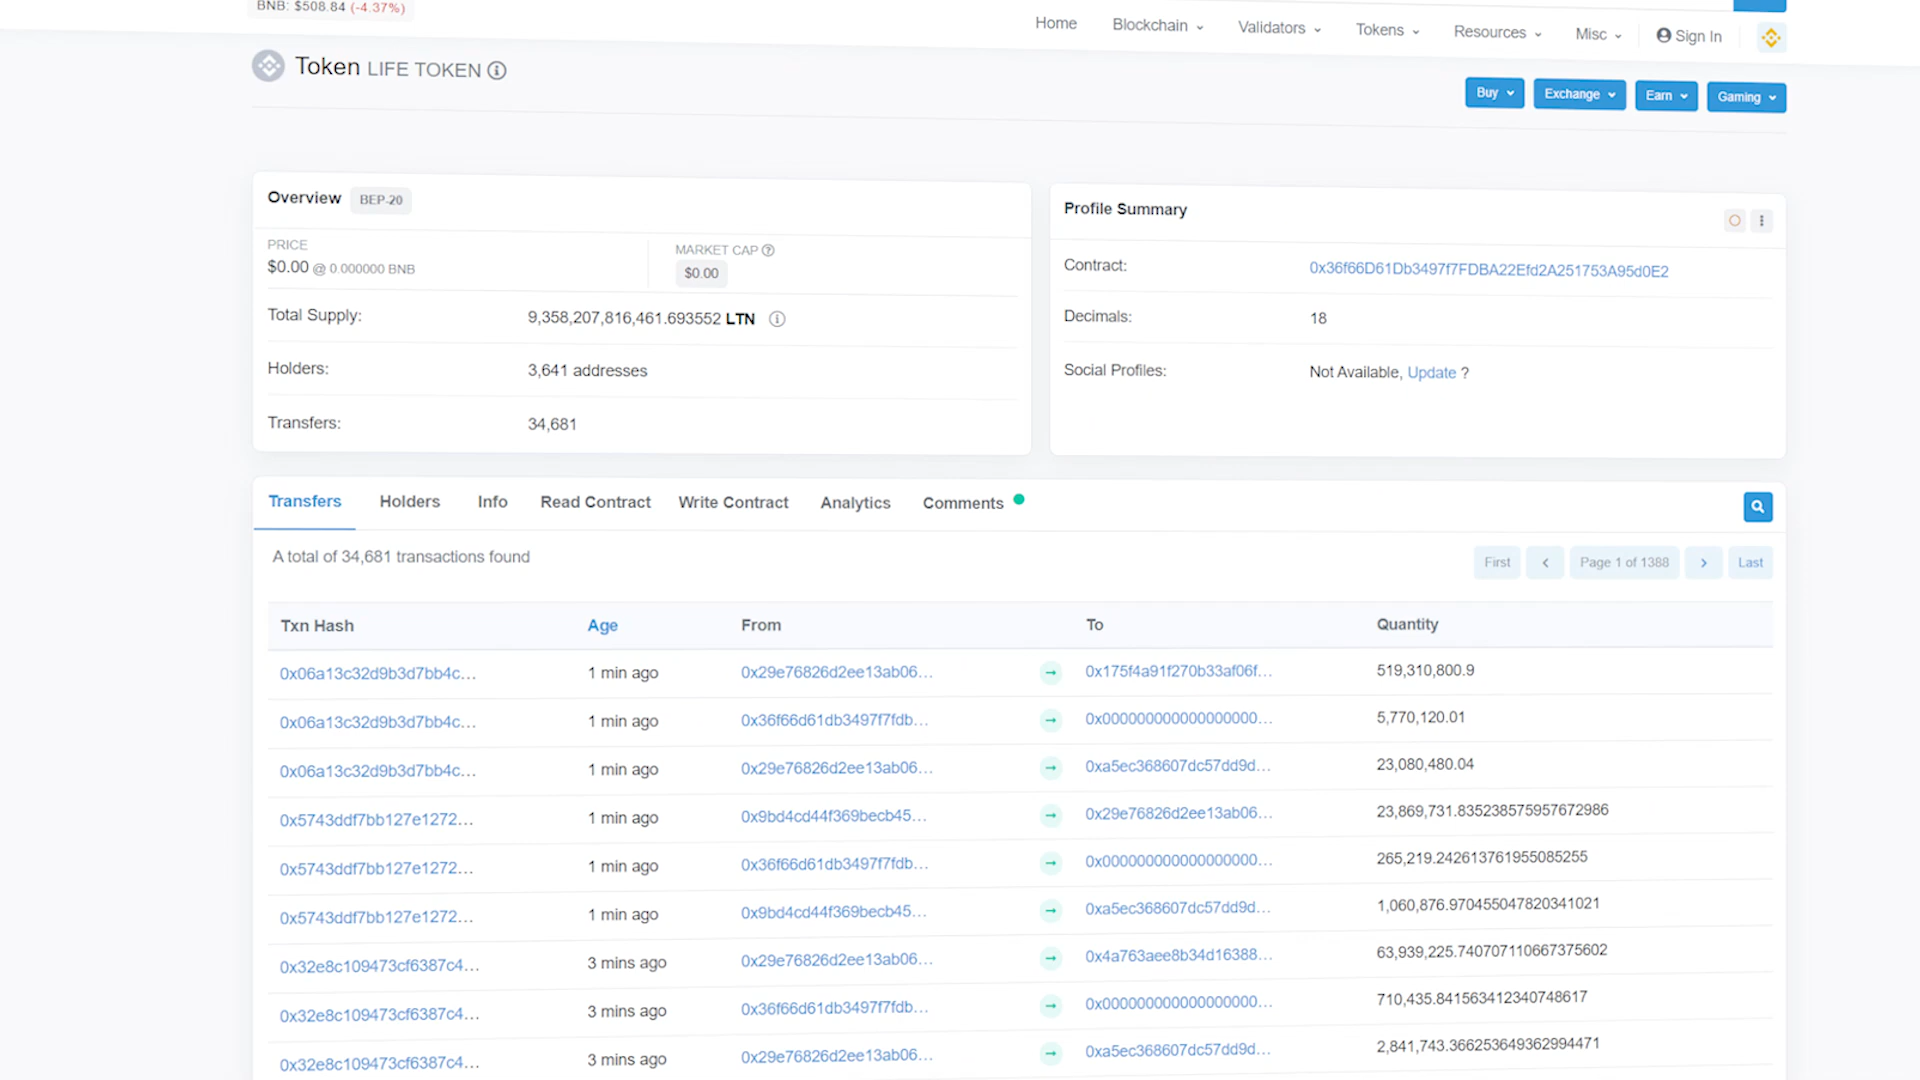 BNB: $508.84 (-4.37%)
Home Blockchain Validators Tokens Resources Misc Sign In
Token LIFE TOKEN
Buy Exchange Earn Gaming
Overview BEP-20
PRICE
$0.00 @ 0.000000 BNB
MARKET CAP
$0.00
Total Supply: 9,358,207,816,461.693552 LTN
Holders: 3,641 addresses
Transfers: 34,681
Profile Summary
Contract: 0x36f66D61Db3497f7FDBA22Efd2A251753A95d0E2
Decimals: 18
Social Profiles: Not Available, Update ?
Transfers Holders Info Read Contract Write Contract Analytics Comments
A total of 34,681 transactions found
First Page 1 of 1388 Last
Txn Hash Age From To Quantity
0x06a13c32d9b3d7bb4c... 1 min ago 0x29e76826d2ee13ab06... 0x175f4a91f270b33af06f... 519,310,800.9
0x06a13c32d9b3d7bb4c... 1 min ago 0x36f66d61db3497f7fdb... 0x000000000000000000... 5,770,120.01
0x06a13c32d9b3d7bb4c... 1 min ago 0x29e76826d2ee13ab06... 0xa5ec368607dc57dd9d... 23,080,480.04
0x5743ddf7bb127e1272... 1 min ago 0x9bd4cd44f369becb45... 0x29e76826d2ee13ab06... 23,869,731.835238575957672986
0x5743ddf7bb127e1272... 1 min ago 0x36f66d61db3497f7fdb... 0x000000000000000000... 265,219.242613761955085255
0x5743ddf7bb127e1272... 1 min ago 0x9bd4cd44f369becb45... 0xa5ec368607dc57dd9d... 1,060,876.970455047820341021
0x32e8c109473cf6387c4... 3 mins ago 0x29e76826d2ee13ab06... 0x4a763aee8b34d16388... 63,939,225.740707110667375602
0x32e8c109473cf6387c4... 3 mins ago 0x36f66d61db3497f7fdb... 0x000000000000000000... 710,435.841563412340748617
0x32e8c109473cf6387c4... 3 mins ago 0x29e76826d2ee13ab06... 0xa5ec368607dc57dd9d... 2,841,743.366253649362994471